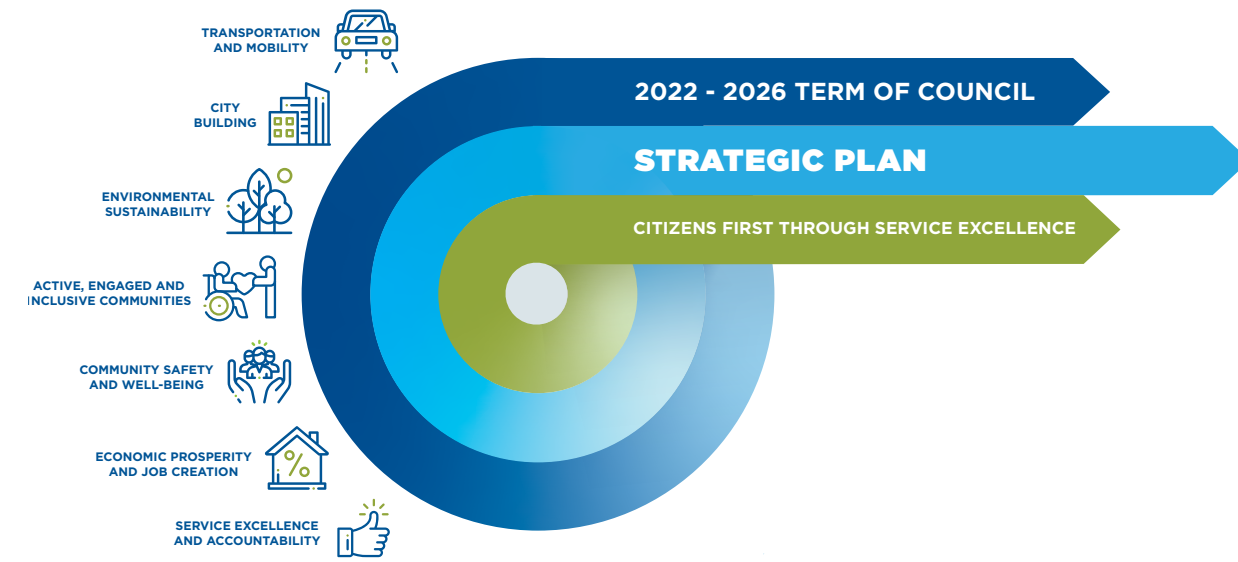 TRANSPORTATION
AND MOBILITY
CITY
BUILDING
ENVIRONMENTAL
SUSTAINABILITY
ACTIVE, ENGAGED AND
INCLUSIVE COMMUNITIES
COMMUNITY SAFETY
AND WELL-BEING
ECONOMIC PROSPERITY
AND JOB CREATION
SERVICE EXCELLENCE
AND ACCOUNTABILITY
2022 - 2026 TERM OF COUNCIL
STRATEGIC PLAN
CITIZENS FIRST THROUGH SERVICE EXCELLENCE
%